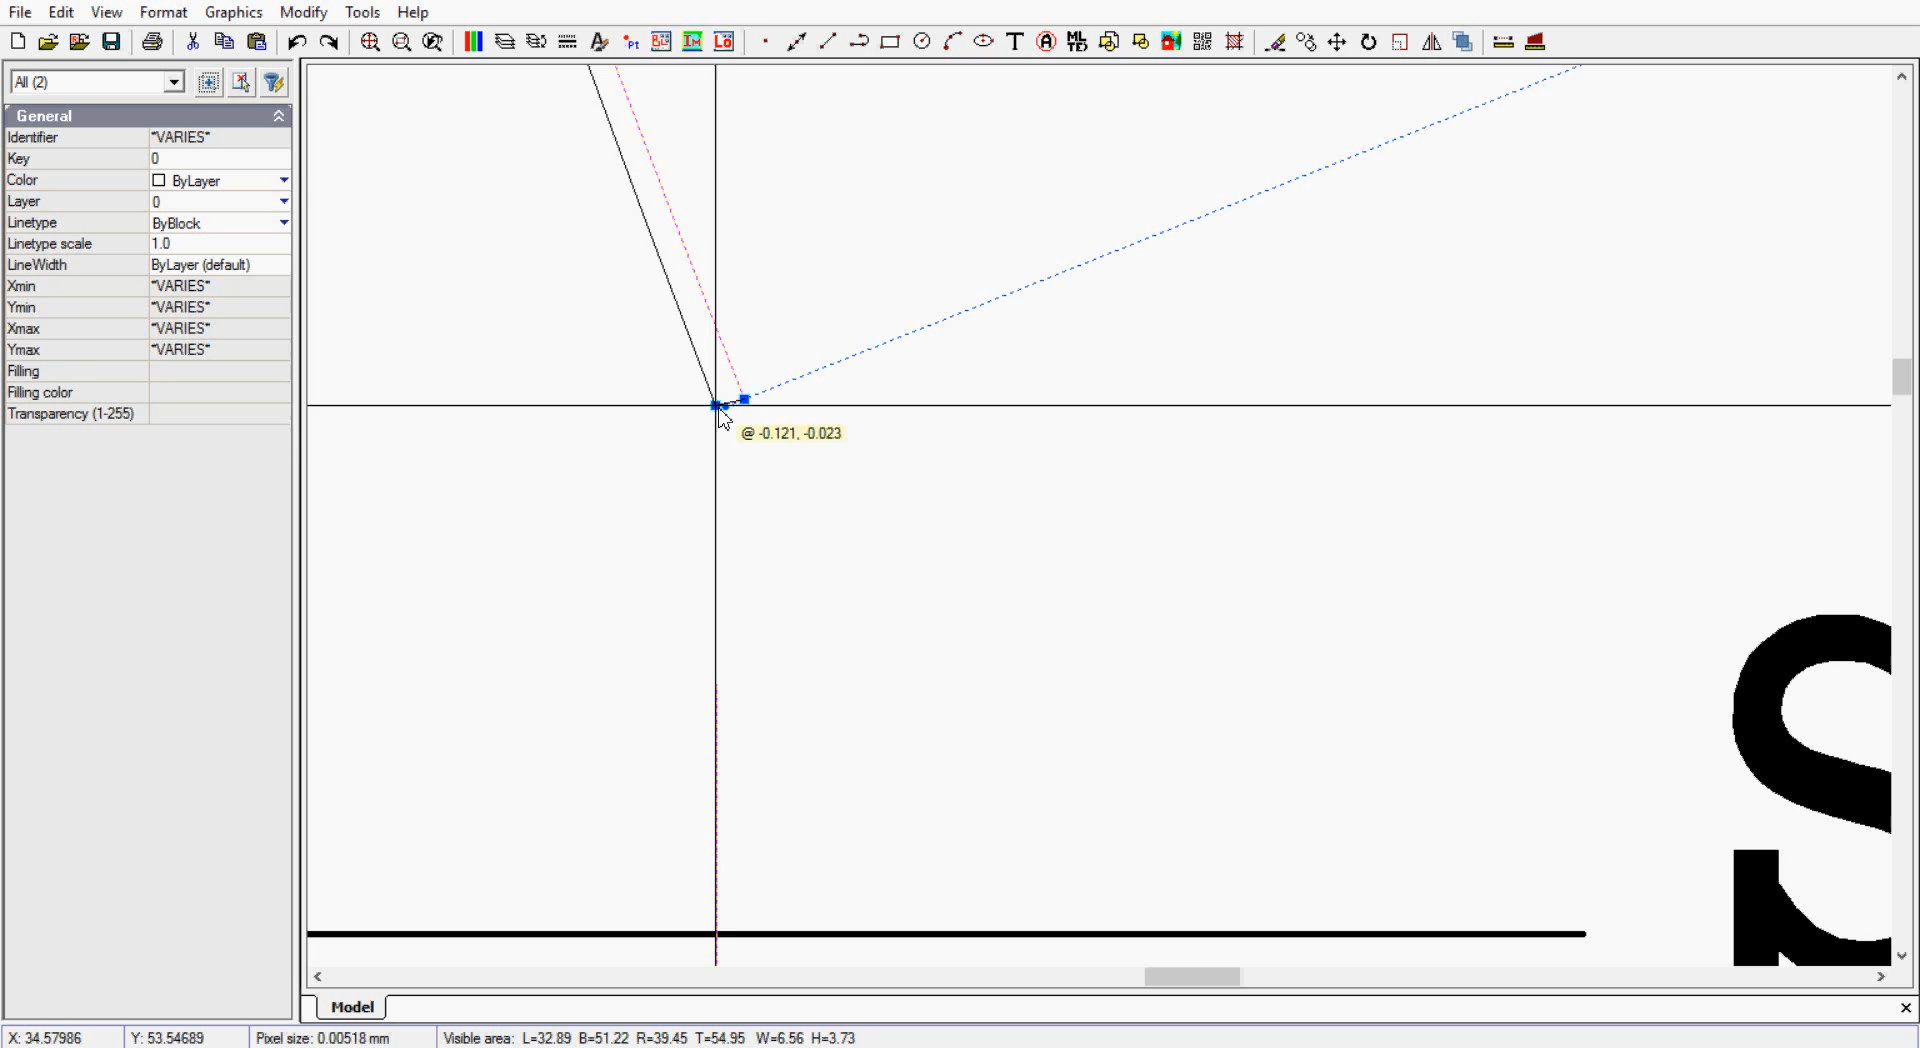 File Edit View Format Graphics Modify Tools Help
All (2)
General
Identifier *VARIES*
Key 0
Color ByLayer
Layer 0
Linetype ByBlock
Linetype scale 1.0
LineWidth ByLayer (default)
Xmin *VARIES*
Ymin *VARIES*
Xmax *VARIES*
Ymax *VARIES*
Filling
Filling color
Transparency (1-255)
@ -0.121, -0.023
S
Model
X: 34.57986 Y: 53.54689 Pixel size: 0.00518 mm Visible area: L=32.89 B=51.22 R=39.45 T=54.95 W=6.56 H=3.73